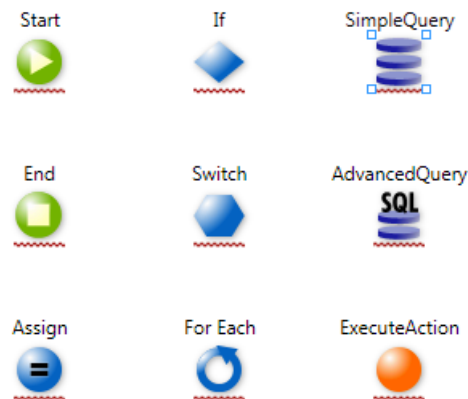 Start
If
SimpleQuery
End
Switch
AdvancedQuery
SQL
Assign
For Each
ExecuteAction
=